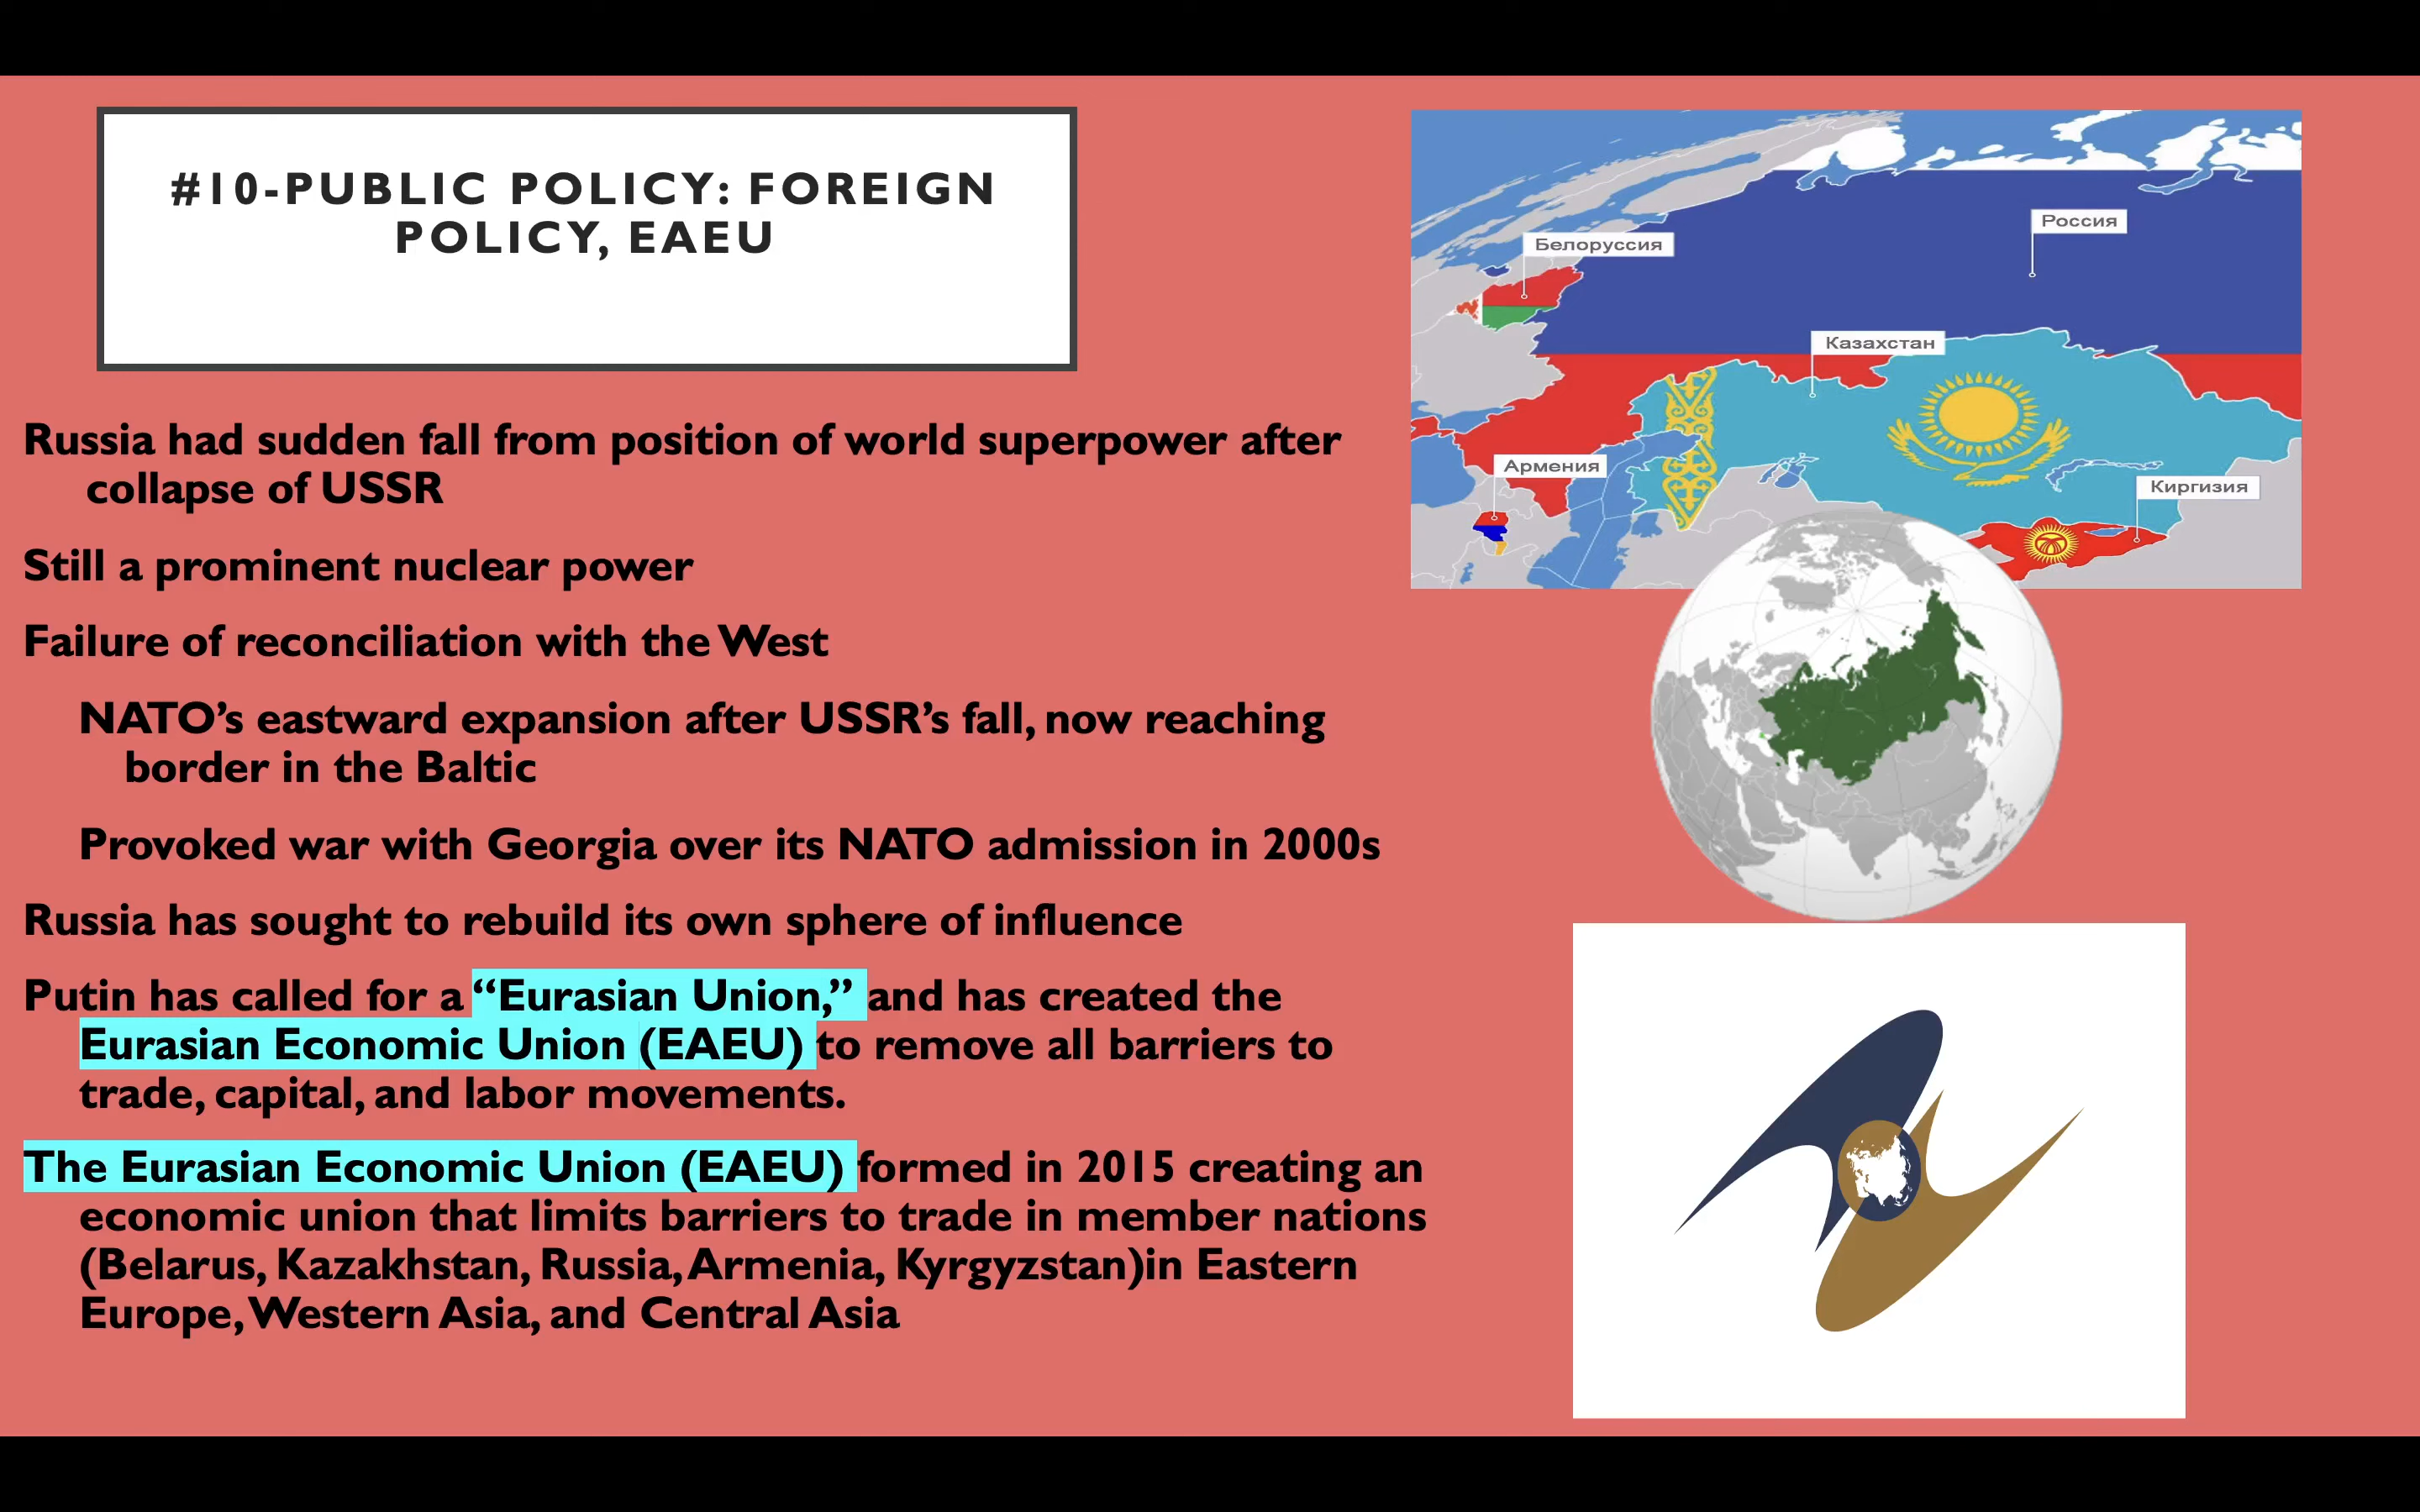 #10-PUBLIC POLICY: FOREIGN
POLICY, EAEU
Russia had sudden fall from position of world superpower after
collapse of USSR
Still a prominent nuclear power
Failure of reconciliation with the West
NATO’s eastward expansion after USSR’s fall, now reaching
border in the Baltic
Provoked war with Georgia over its NATO admission in 2000s
Russia has sought to rebuild its own sphere of influence
Putin has called for a “Eurasian Union,” and has created the
Eurasian Economic Union (EAEU) to remove all barriers to
trade, capital, and labor movements.
The Eurasian Economic Union (EAEU) formed in 2015 creating an
economic union that limits barriers to trade in member nations
(Belarus, Kazakhstan, Russia, Armenia, Kyrgyzstan)in Eastern
Europe, Western Asia, and Central Asia
Россия
Белоруссия
Казахстан
Армения
Киргизия